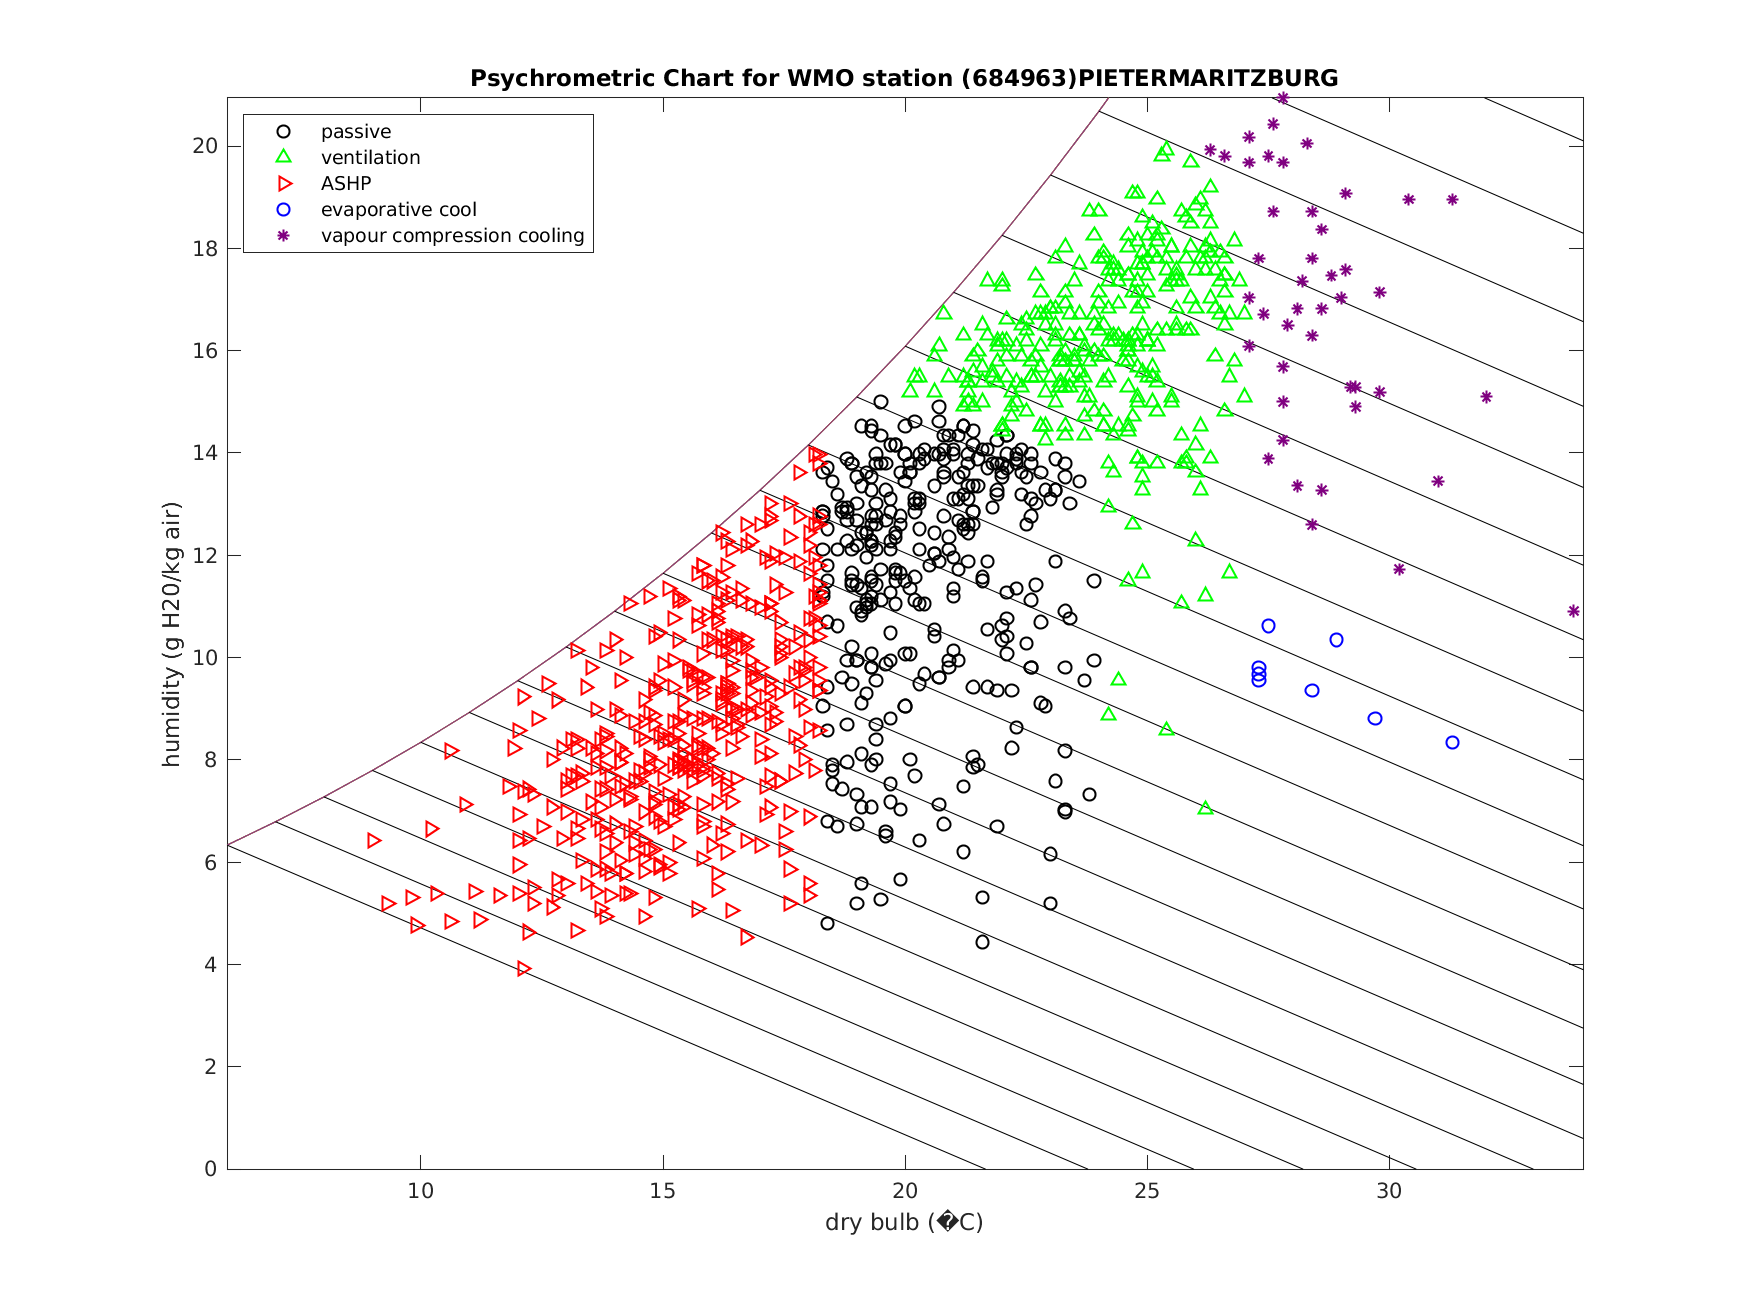 Psychrometric Chart for WMO station (684963)PIETERMARITZBURG
passive
ventilation
ASHP
evaporative cool
vapour compression cooling
20
18
16
14
12
10
8
6
4
2
0
humidity (g H20/kg air)
10 15 20 25 30
dry bulb (�C)